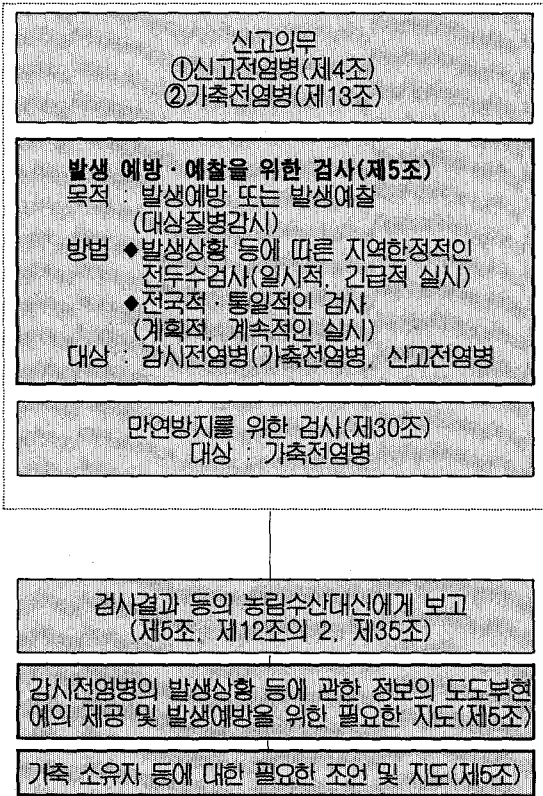 신고의무
①신고전염병(제4조)
②가축전염병(제13조)
발생 예방 · 예찰을 위한 검사(제5조)
목적 : 발생예방 또는 발생예찰
(대상질병감시)
방법 ◆발생상황 등에 따른 지역한정적인
전두수검사(일시적, 긴급적 실시)
◆전국적 · 통일적인 검사
(계획적, 계속적인 실시)
대상 : 감시전염병(가축전염병, 신고전염병
만연방지를 위한 검사(제30조)
대상 : 가축전염병
검사결과 등의 농림수산대신에게 보고
(제5조, 제12조의 2, 제35조)
감시전염병의 발생상황 등에 관한 정보의 도도부현
에의 제공 및 발생예방을 위한 필요한 지도(제5조)
가축 소유자 등에 대한 필요한 조언 및 지도(제5조)